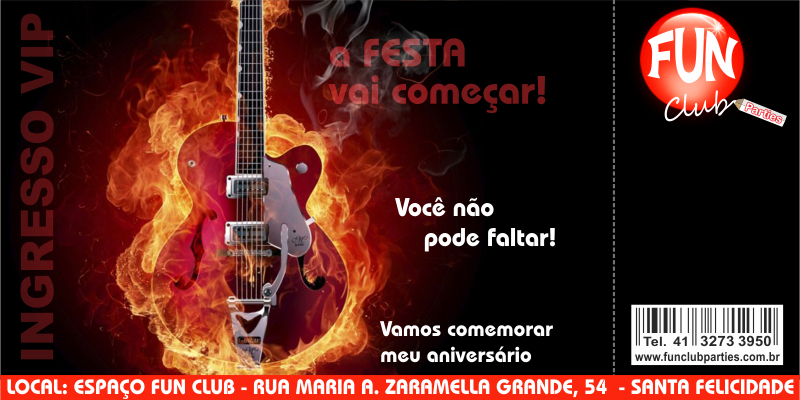 INGRESSO VIP
a FESTA
vai começar!
Você não
pode faltar!
Vamos comemorar
meu aniversário
FUN
Club
Parties
Tel. 41 3273 3950
www.funclubparties.com.br
LOCAL: ESPAÇO FUN CLUB - RUA MARIA A. ZARAMELLA GRANDE, 54 - SANTA FELICIDADE